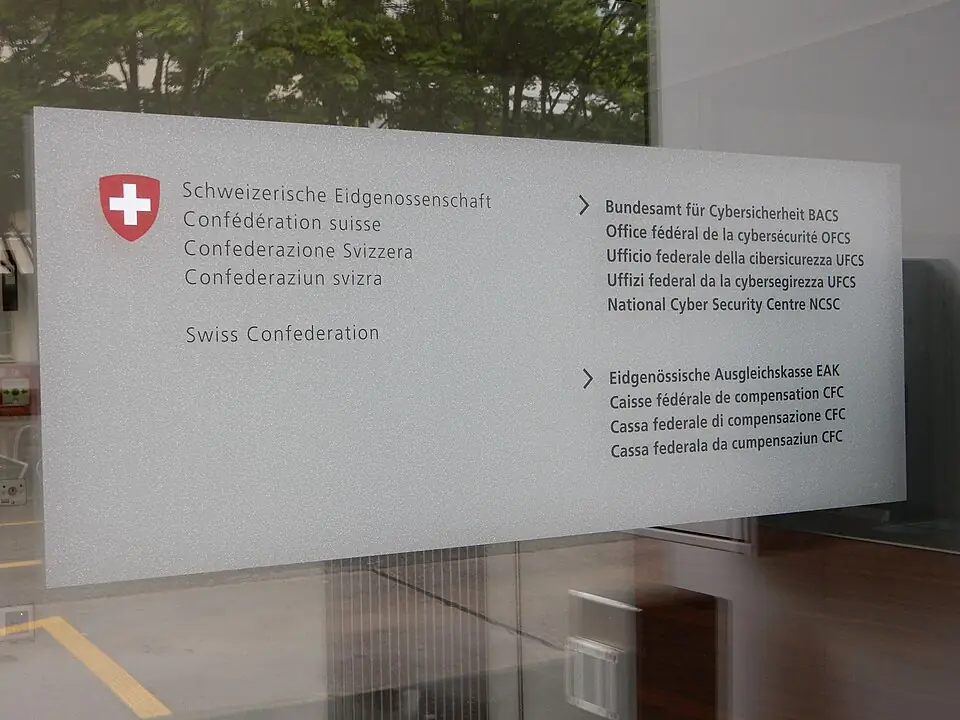 Schweizerische Eidgenossenschaft
Confédération suisse
Confederazione Svizzera
Confederaziun svizra
Swiss Confederation
Bundesamt für Cybersicherheit BACS
Office fédéral de la cybersécurité OFCS
Ufficio federale della cibersicurezza UFCS
Uffizi federal da la cybersegirezza UFCS
National Cyber Security Centre NCSC
Eidgenössische Ausgleichskasse EAK
Caisse fédérale de compensation CFC
Cassa federale di compensazione CFC
Cassa federala da cumpensaziun CFC